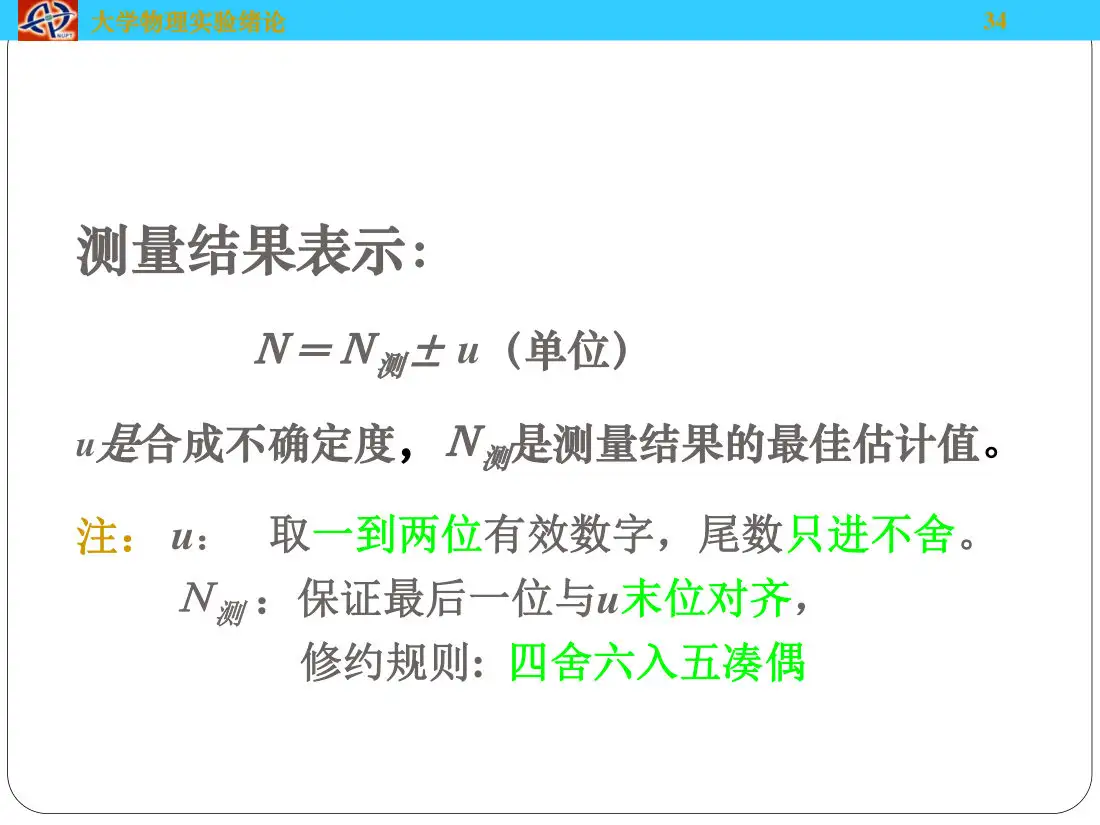 大学物理实验绪论 34
NUPT
测量结果表示:
N＝N测± u (单位)
u是合成不确定度，N测是测量结果的最佳估计值。
注： u： 取一到两位有效数字，尾数只进不舍。
N测：保证最后一位与u末位对齐，
修约规则: 四舍六入五凑偶